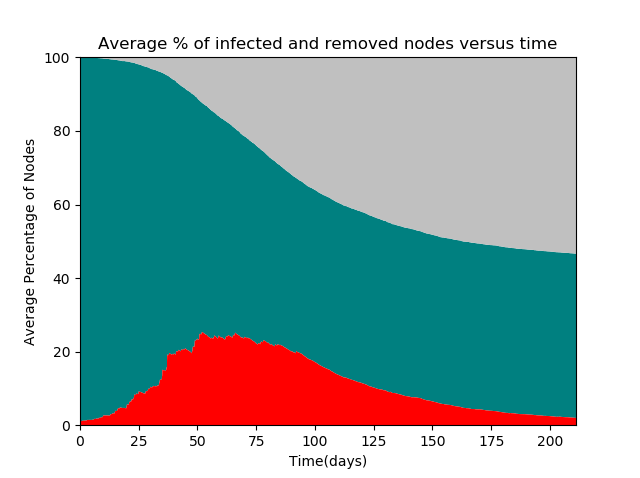 Average % of infected and removed nodes versus time
100
80
60
40
20
0
Average Percentage of Nodes
0 25 50 75 100 125 150 175 200
Time(days)